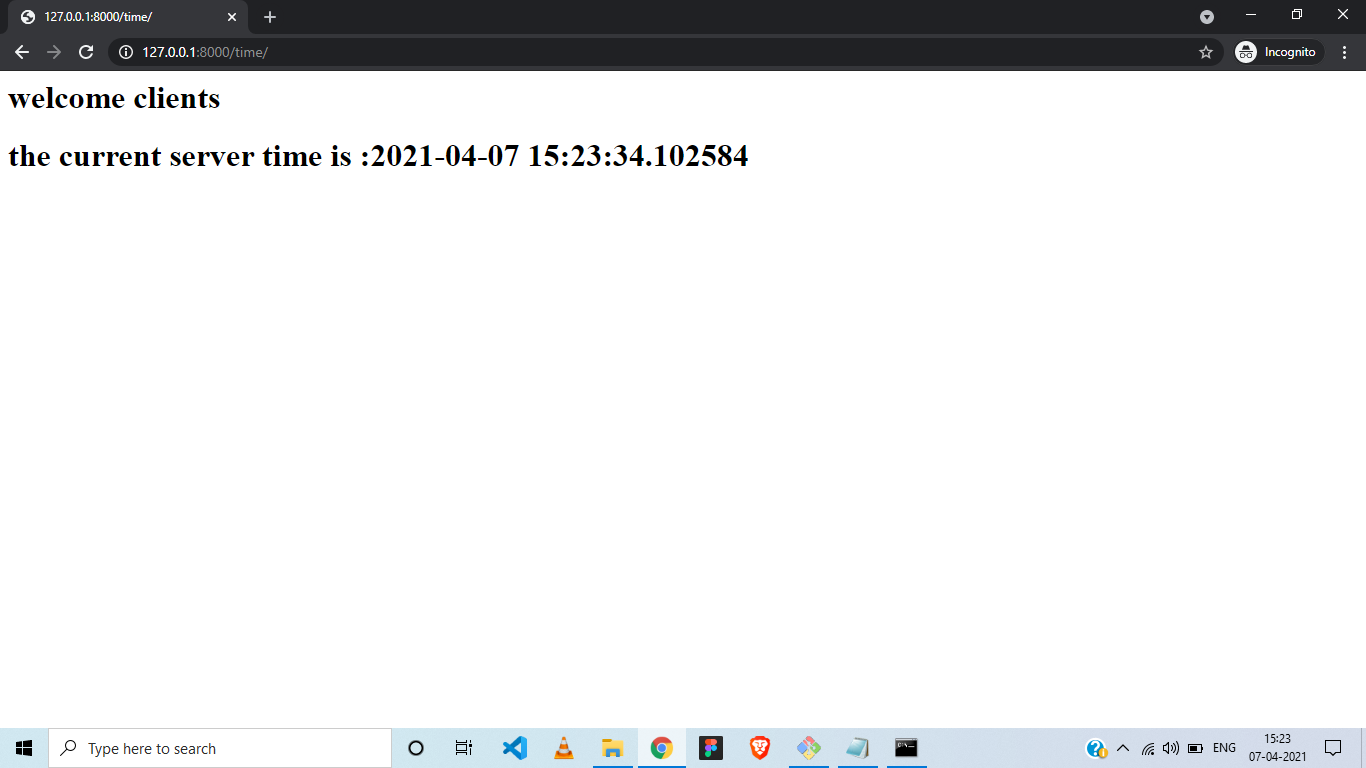 127.0.0.1:8000/time/
127.0.0.1:8000/time/
Incognito
welcome clients
the current server time is :2021-04-07 15:23:34.102584
Type here to search
ENG
15:23
07-04-2021